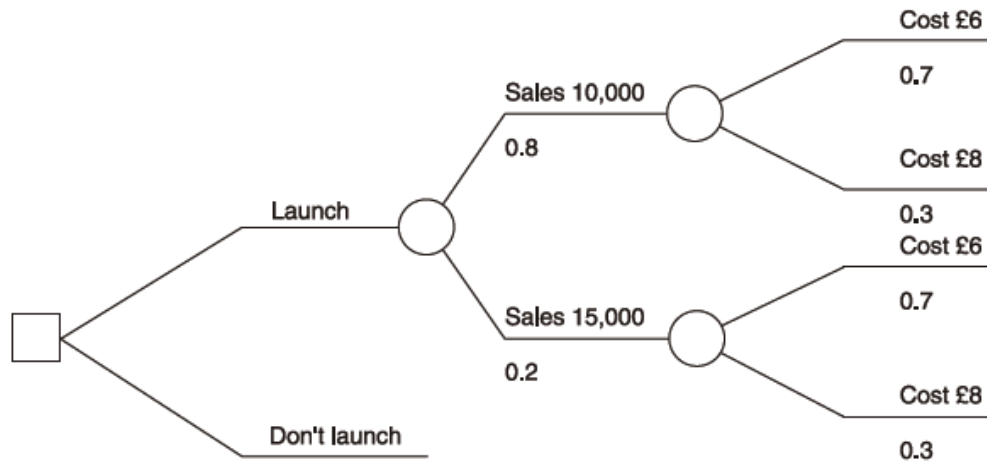 Cost £6
0.7
Sales 10,000
0.8
Cost £8
0.3
Launch
Cost £6
0.7
Sales 15,000
0.2
Cost £8
0.3
Don't launch